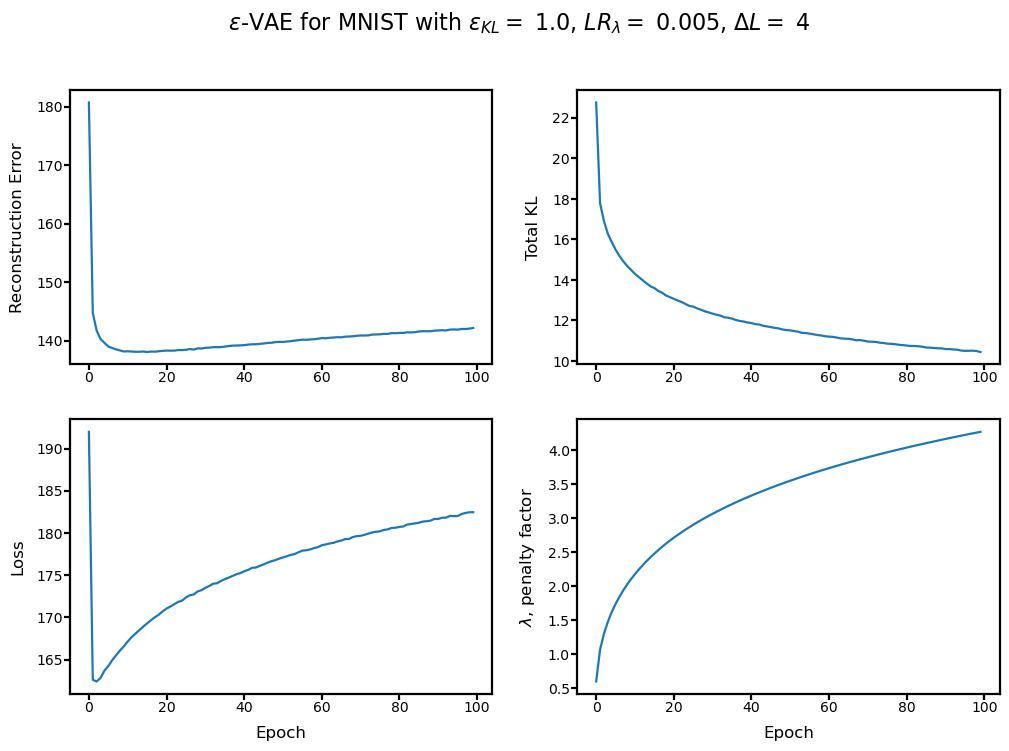 ε-VAE for MNIST with ε_KL = 1.0, LR_λ = 0.005, ΔL = 4
Reconstruction Error
180
170
160
150
140
0 20 40 60 80 100
Total KL
22
20
18
16
14
12
10
0 20 40 60 80 100
Loss
190
185
180
175
170
165
0 20 40 60 80 100
Epoch
λ, penalty factor
4.0
3.5
3.0
2.5
2.0
1.5
1.0
0.5
0 20 40 60 80 100
Epoch